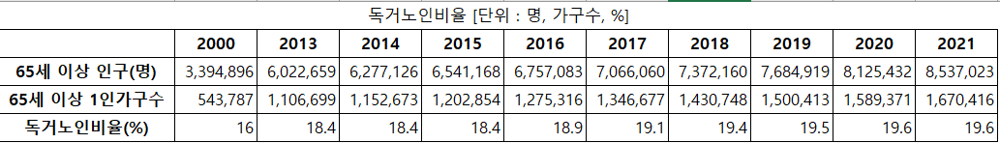 독거노인비율 [단위 : 명, 가구수, %]
2000 2013 2014 2015 2016 2017 2018 2019 2020 2021
65세 이상 인구(명) 3,394,896 6,022,659 6,277,126 6,541,168 6,757,083 7,066,060 7,372,160 7,684,919 8,125,432 8,537,023
65세 이상 1인가구수 543,787 1,106,699 1,152,673 1,202,854 1,275,316 1,346,677 1,430,748 1,500,413 1,589,371 1,670,416
독거노인비율(%) 16 18.4 18.4 18.4 18.9 19.1 19.4 19.5 19.6 19.6